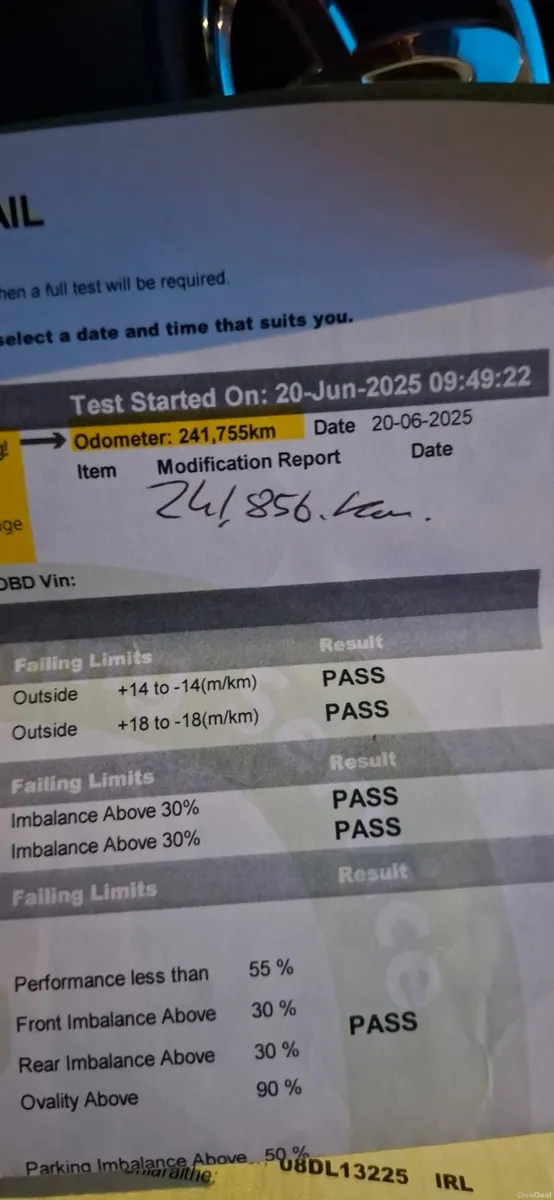 AIL
hen a full test will be required.
select a date and time that suits you.
Test Started On: 20-Jun-2025 09:49:22
g! Odometer: 241,755km Date 20-06-2025
Item Modification Report Date
age 241,856.km.
OBD Vin:
Failing Limits Result
Outside +14 to -14(m/km) PASS
Outside +18 to -18(m/km) PASS
Failing Limits Result
Imbalance Above 30% PASS
Imbalance Above 30% PASS
Failing Limits Result
ce
Performance less than 55 %
Front Imbalance Above 30 % PASS
Rear Imbalance Above 30 %
Ovality Above 90 %
Parking Imbalance Above 50 %
08DL13225 IRL
DoneDeal